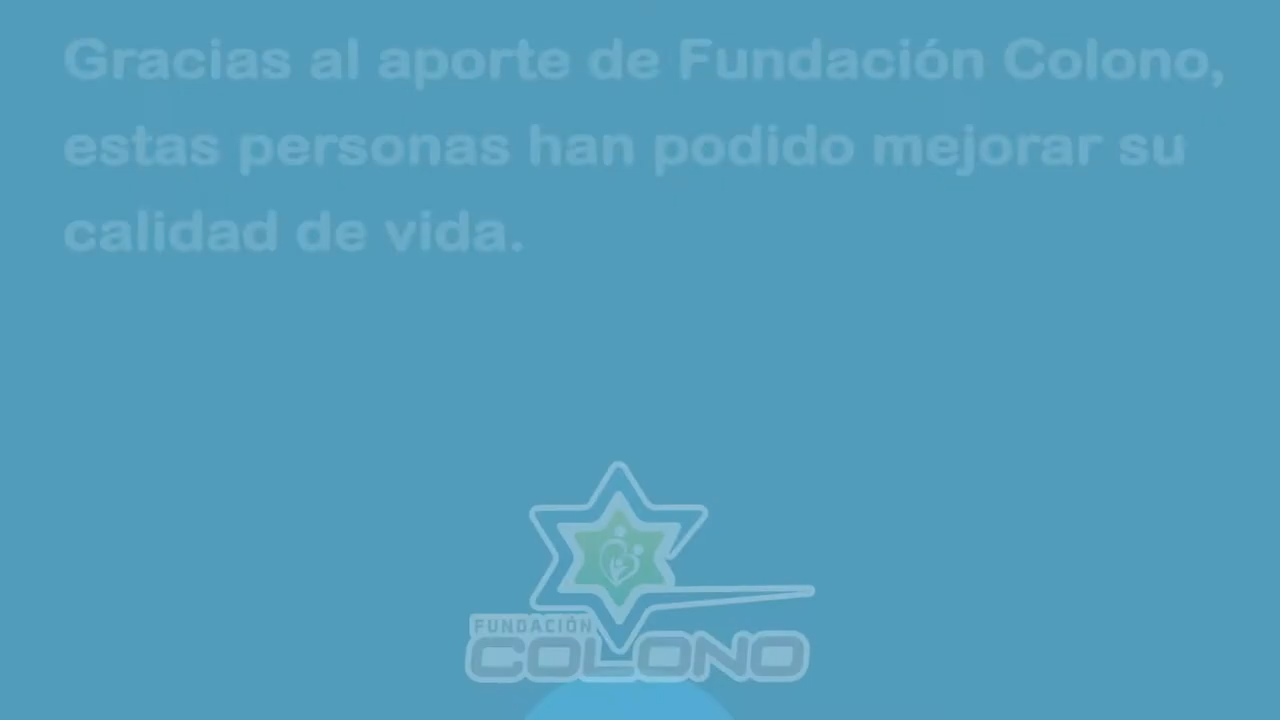 Gracias al aporte de Fundación Colono,
estas personas han podido mejorar su
calidad de vida.
FUNDACIÓN
COLONO